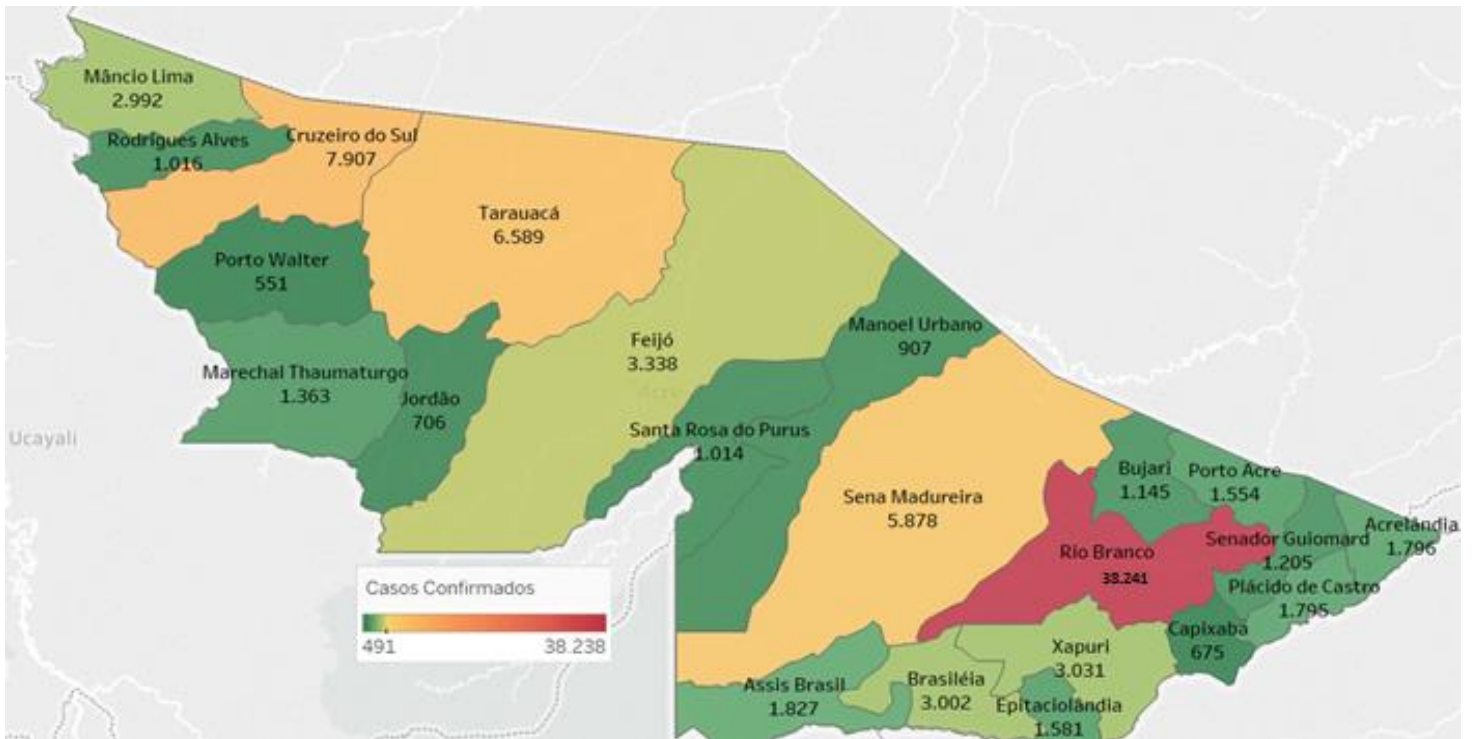 Mâncio Lima
2.992
Rodrigues Alves
1.016
Cruzeiro do Sul
7.907
Tarauacá
6.589
Porto Walter
551
Marechal Thaumaturgo
1.363
Jordão
706
Feijó
3.338
Acre
Manoel Urbano
907
Santa Rosa do Purus
1.014
Ucayali
Sena Madureira
5.878
Bujari
1.145
Porto Acre
1.554
Rio Branco
38.241
Senador Guiomard
1.205
Acrelândia
1.796
Plácido de Castro
1.795
Capixaba
675
Xapuri
3.031
Brasiléia
3.002
Assis Brasil
1.827
Epitaciolândia
1.581
Casos Confirmados
491
38.238